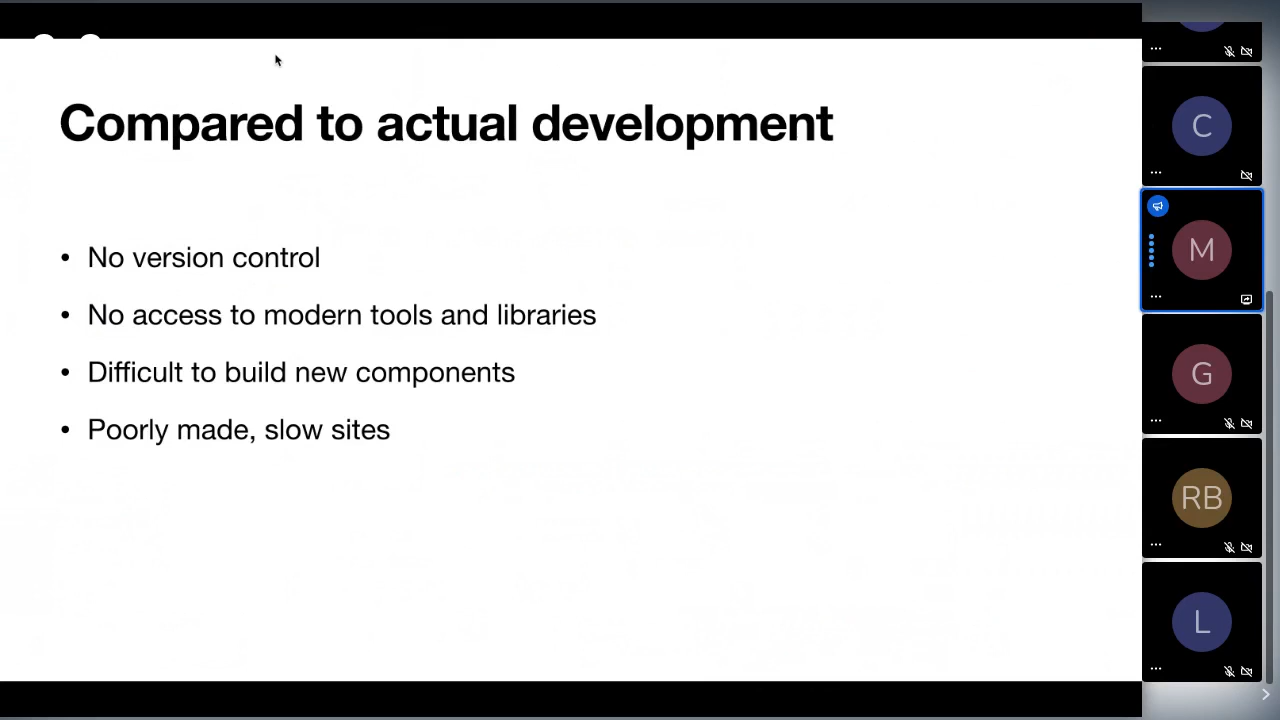 Compared to actual development
• No version control
• No access to modern tools and libraries
• Difficult to build new components
• Poorly made, slow sites
C
M
G
RB
L